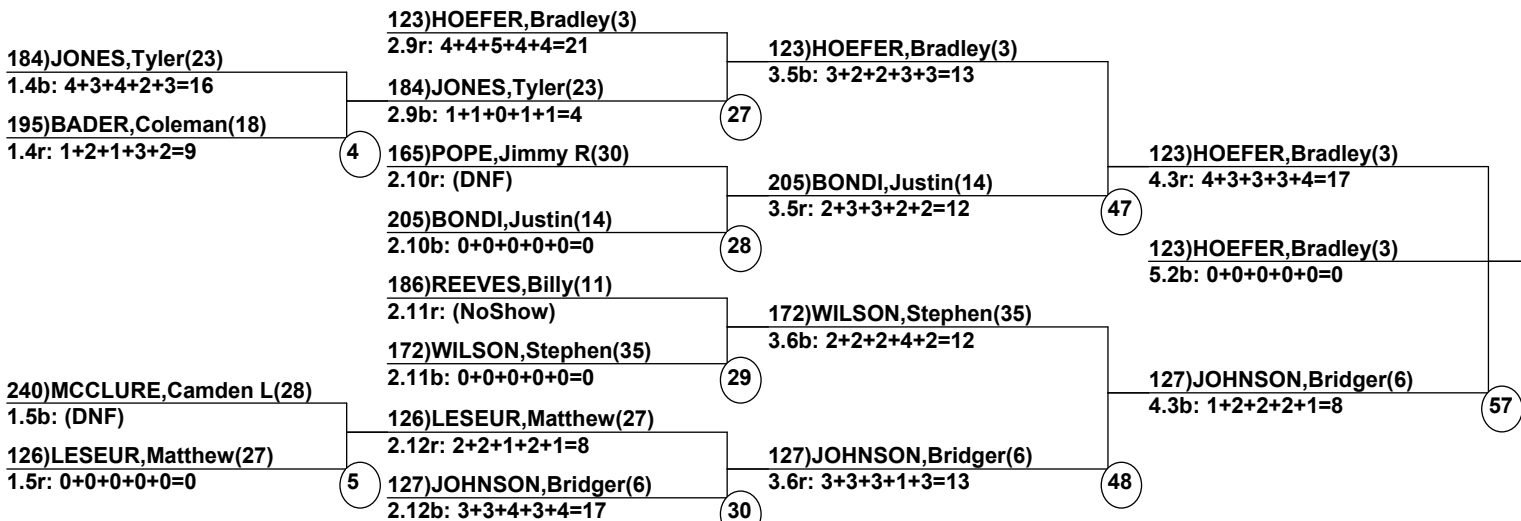 184)JONES,Tyler(23)
1.4b: 4+3+4+2+3=16
195)BADER,Coleman(18)
1.4r: 1+2+1+3+2=9
4
240)MCCLURE,Camden L(28)
1.5b: (DNF)
126)LESEUR,Matthew(27)
1.5r: 0+0+0+0+0=0
5
123)HOEFER,Bradley(3)
2.9r: 4+4+5+4+4=21
184)JONES,Tyler(23)
2.9b: 1+1+0+1+1=4
27
165)POPE,Jimmy R(30)
2.10r: (DNF)
205)BONDI,Justin(14)
2.10b: 0+0+0+0+0=0
28
186)REEVES,Billy(11)
2.11r: (NoShow)
172)WILSON,Stephen(35)
2.11b: 0+0+0+0+0=0
29
126)LESEUR,Matthew(27)
2.12r: 2+2+1+2+1=8
127)JOHNSON,Bridger(6)
2.12b: 3+3+4+3+4=17
30
123)HOEFER,Bradley(3)
3.5b: 3+2+2+3+3=13
205)BONDI,Justin(14)
3.5r: 2+3+3+2+2=12
47
172)WILSON,Stephen(35)
3.6b: 2+2+2+4+2=12
127)JOHNSON,Bridger(6)
3.6r: 3+3+3+1+3=13
48
123)HOEFER,Bradley(3)
4.3r: 4+3+3+3+4=17
123)HOEFER,Bradley(3)
5.2b: 0+0+0+0+0=0
127)JOHNSON,Bridger(6)
4.3b: 1+2+2+2+1=8
57